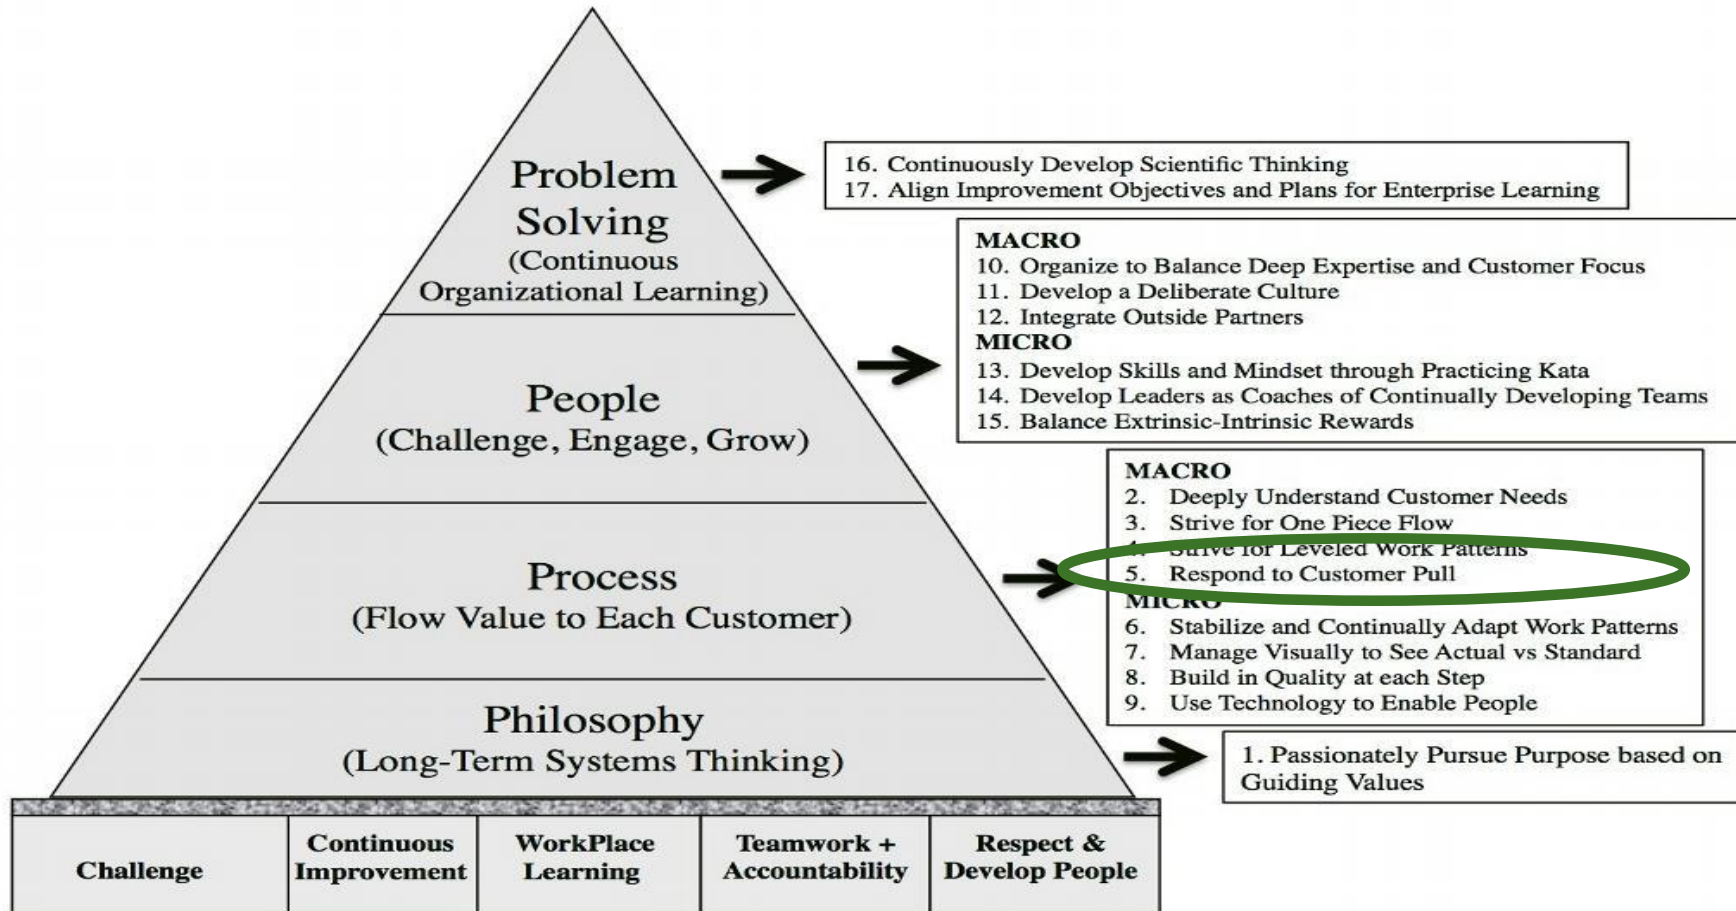 Problem
Solving
(Continuous
Organizational Learning)
16. Continuously Develop Scientific Thinking
17. Align Improvement Objectives and Plans for Enterprise Learning
People
(Challenge, Engage, Grow)
MACRO
10. Organize to Balance Deep Expertise and Customer Focus
11. Develop a Deliberate Culture
12. Integrate Outside Partners
MICRO
13. Develop Skills and Mindset through Practicing Kata
14. Develop Leaders as Coaches of Continually Developing Teams
15. Balance Extrinsic-Intrinsic Rewards
Process
(Flow Value to Each Customer)
MACRO
2. Deeply Understand Customer Needs
3. Strive for One Piece Flow
4. Strive for Leveled Work Patterns
5. Respond to Customer Pull
MICRO
6. Stabilize and Continually Adapt Work Patterns
7. Manage Visually to See Actual vs Standard
8. Build in Quality at each Step
9. Use Technology to Enable People
Philosophy
(Long-Term Systems Thinking)
1. Passionately Pursue Purpose based on
Guiding Values
Challenge
Continuous
Improvement
WorkPlace
Learning
Teamwork +
Accountability
Respect &
Develop People